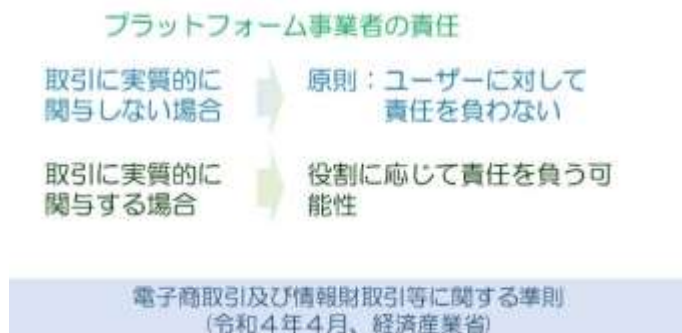 プラットフォーム事業者の責任
取引に実質的に
関与しない場合
原則：ユーザーに対して
責任を負わない
取引に実質的に
関与する場合
役割に応じて責任を負う可
能性
電子商取引及び情報財取引等に関する準則
(令和４年４月、経済産業省)